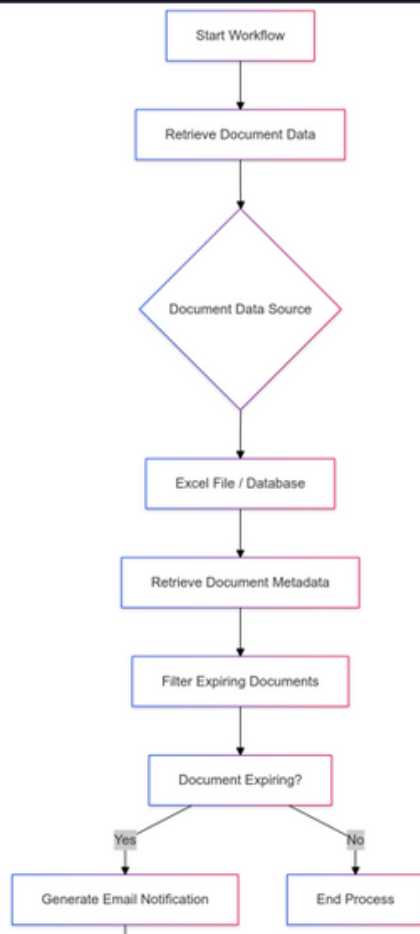 Start Workflow
Retrieve Document Data
Document Data Source
Excel File / Database
Retrieve Document Metadata
Filter Expiring Documents
Document Expiring?
Yes
No
Generate Email Notification
End Process